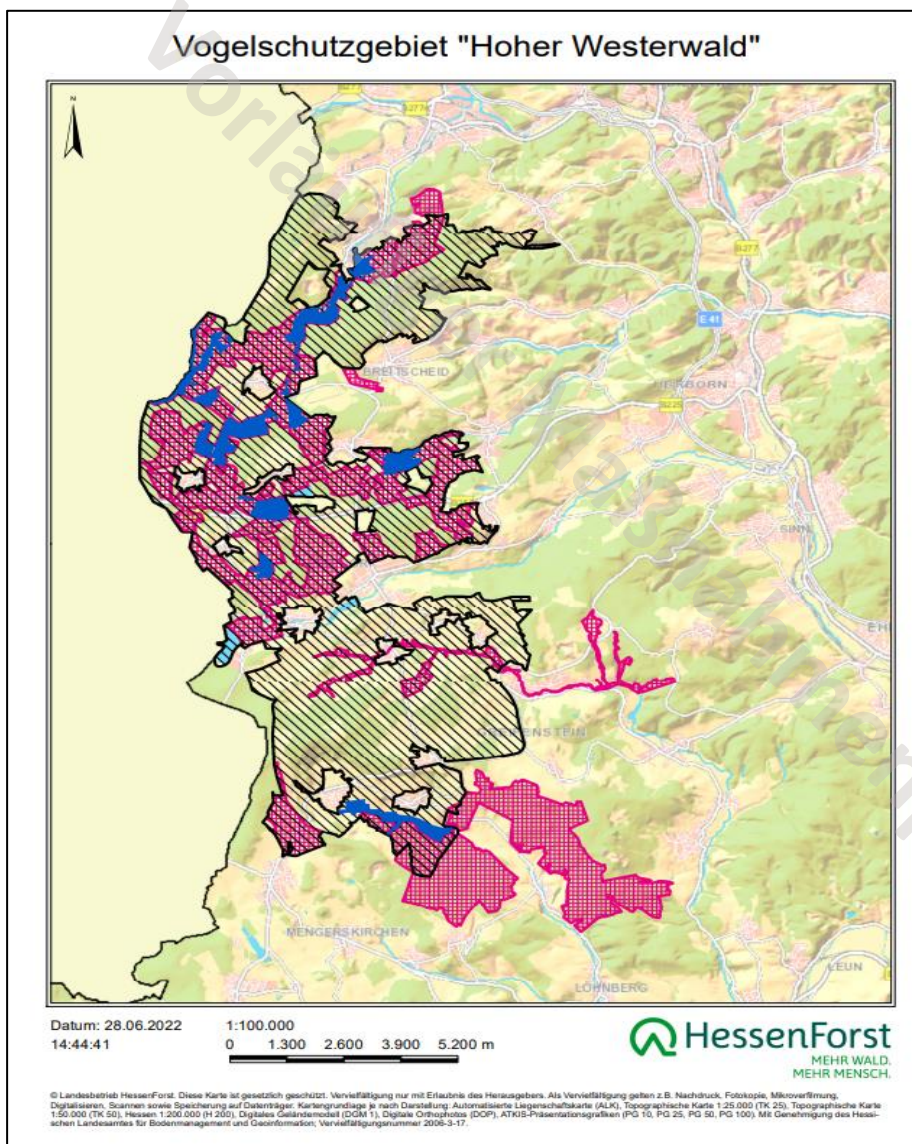 Vogelschutzgebiet "Hoher Westerwald"
N
B277
B277
B277
E 41
BREITSCHEID
HERBORN
B255
SINN
EH
GREIFENSTEIN
MENGERSKIRCHEN
LEUN
LÖHNBERG
Datum: 28.06.2022
14:44:41
1:100.000
0 1.300 2.600 3.900 5.200 m
HessenForst
MEHR WALD.
MEHR MENSCH.
© Landesbetrieb HessenForst. Diese Karte ist gesetzlich geschützt. Vervielfältigung nur mit Erlaubnis des Herausgebers. Als Vervielfältigung gelten z.B. Nachdruck, Fotokopie, Mikroverfilmung,
Digitalisieren, Scannen sowie Speicherung auf Datenträger. Kartengrundlage je nach Darstellung: Automatisierte Liegenschaftskarte (ALK), Topographische Karte 1:25.000 (TK 25), Topographische Karte
1:50.000 (TK 50), Hessen 1:200.000 (H 200), Digitales Geländemodell (DGM 1), Digitale Orthophotos (DOP), ATKIS-Präsentationsgrafiken (PG 10, PG 25, PG 50, PG 100). Mit Genehmigung des Hessi-
schen Landesamtes für Bodenmanagement und Geoinformation; Vervielfältigungsnummer 2006-3-17.